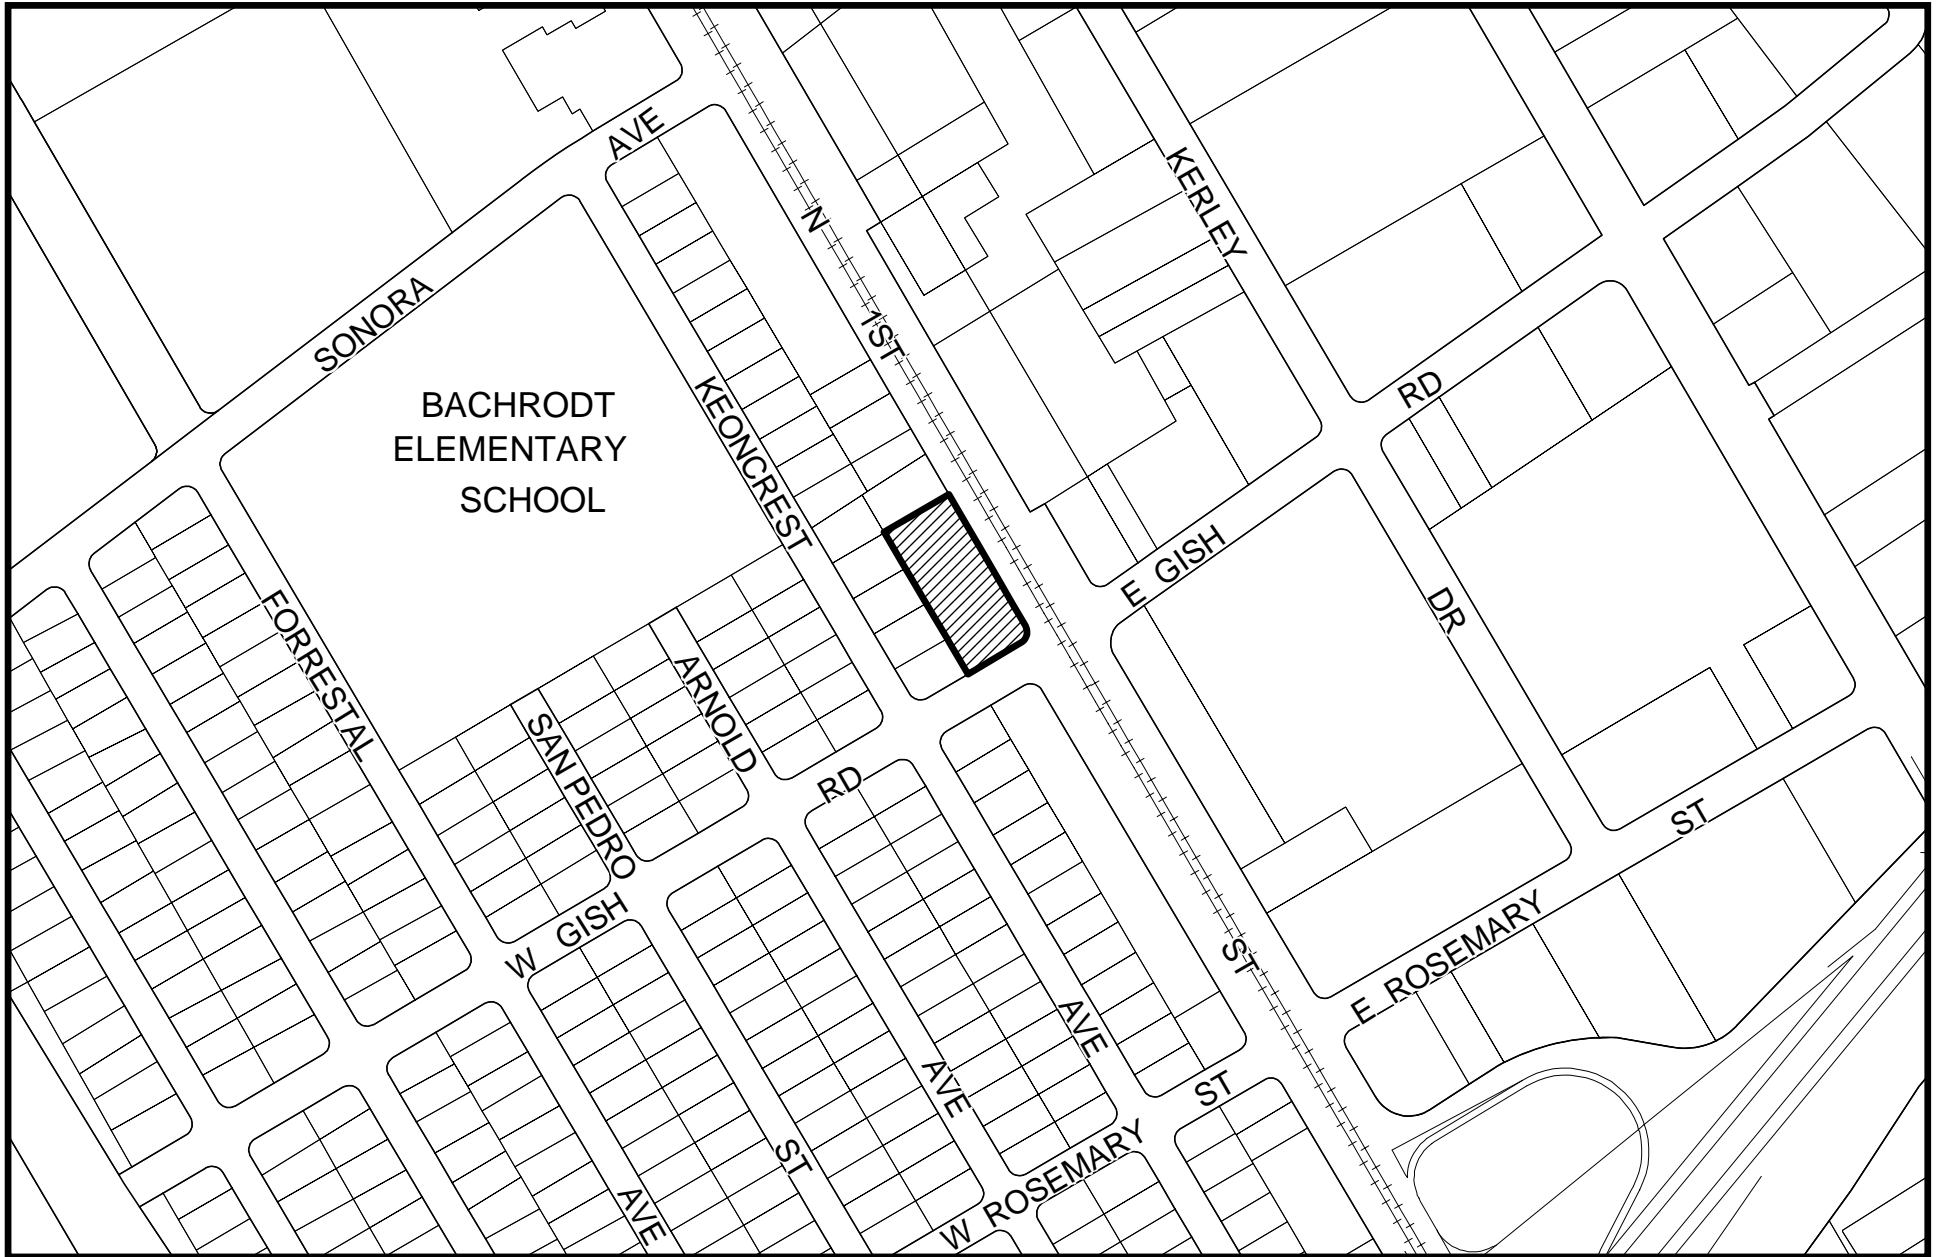 AVE
N
KERLEY
SONORA
1ST
RD
BACHRODT
ELEMENTARY
SCHOOL
KEONCREST
E GISH
DR
FORRESTAL
ARNOLD
SAN PEDRO
RD
ST
W GISH
E ROSEMARY
ST
AVE
AVE
ST
W ROSEMARY
ST
AVE